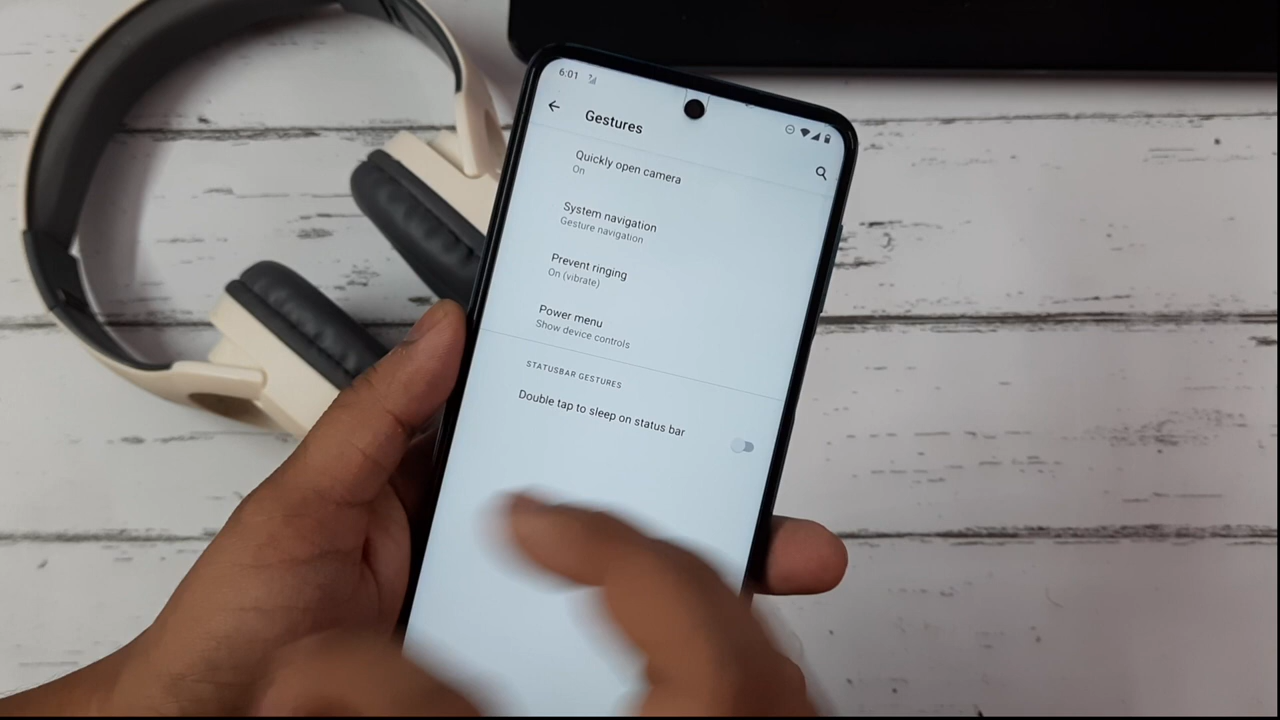 6:01
Gestures
Quickly open camera
On
System navigation
Gesture navigation
Prevent ringing
On (vibrate)
Power menu
Show device controls
STATUSBAR GESTURES
Double tap to sleep on status bar